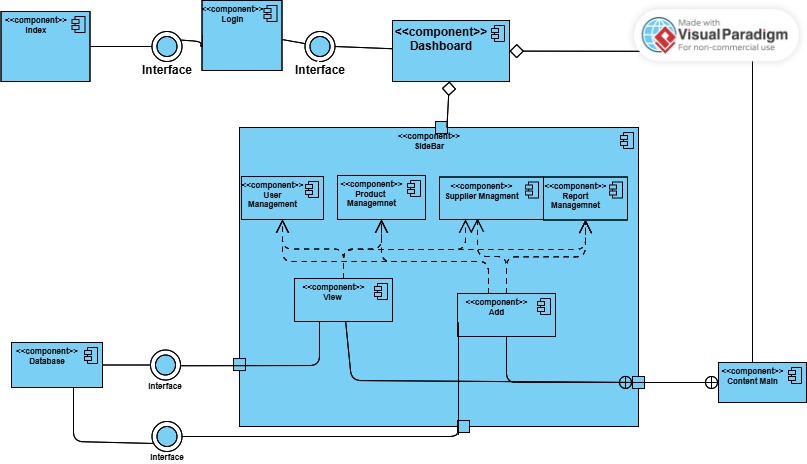 <<component>>
Index
Interface
<<component>>
Login
Interface
<<component>>
Dashboard
Made with
Visual Paradigm
For non-commercial use
<<component>>
SideBar
<<component>>
User
Management
<<component>>
Product
Managemnet
<<component>>
Supplier Mnagment
<<component>>
Report
Managemnet
<<component>>
View
<<component>>
Add
<<component>>
Database
Interface
Interface
<<component>>
Content Main